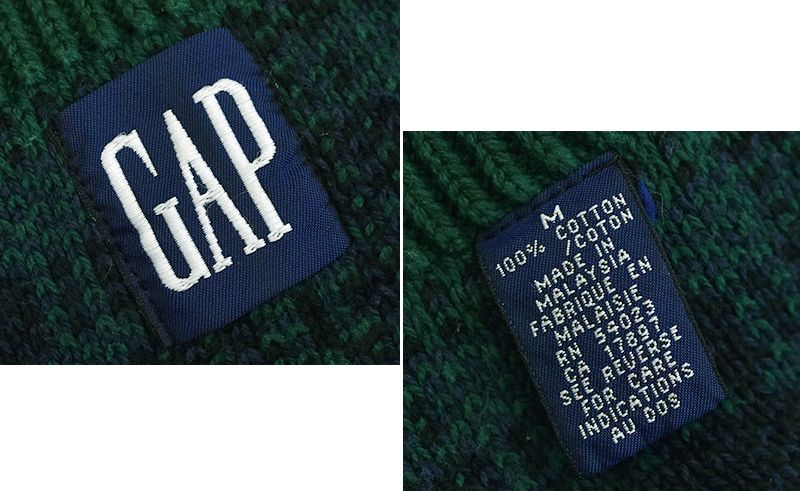 GAP
M
100% COTTON
/COTON
MADE IN
MALAYSIA
FABRIQUE EN
MALAISIE
RN 54023
CA 17897
SEE REVERSE
FOR CARE
INDICATIONS
AU DOS